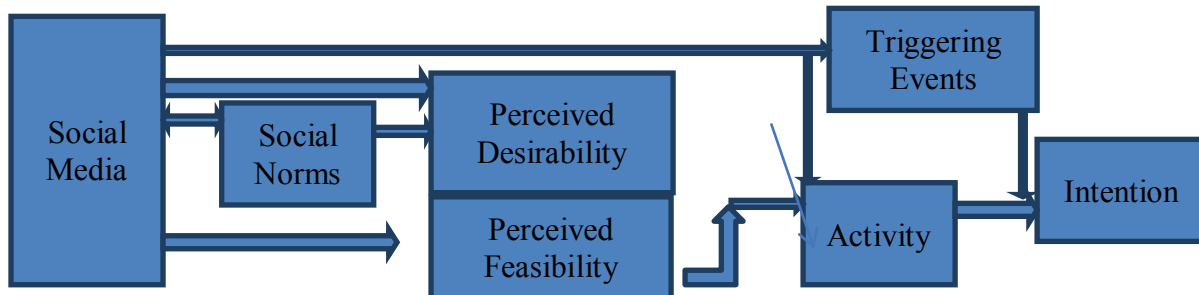 Social
Media
Social
Norms
Perceived
Desirability
Perceived
Feasibility
Triggering
Events
Activity
Intention